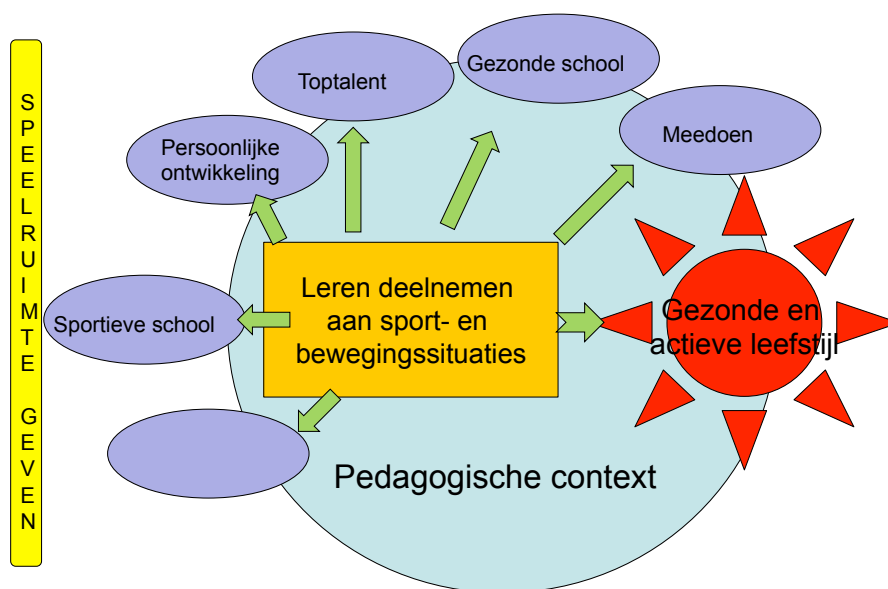 SPEELRUIMTE GEVEN
Toptalent
Gezonde school
Persoonlijke
ontwikkeling
Meedoen
Sportieve school
Leren deelnemen
aan sport- en
bewegingssituaties
Gezonde en
actieve leefstijl
Pedagogische context